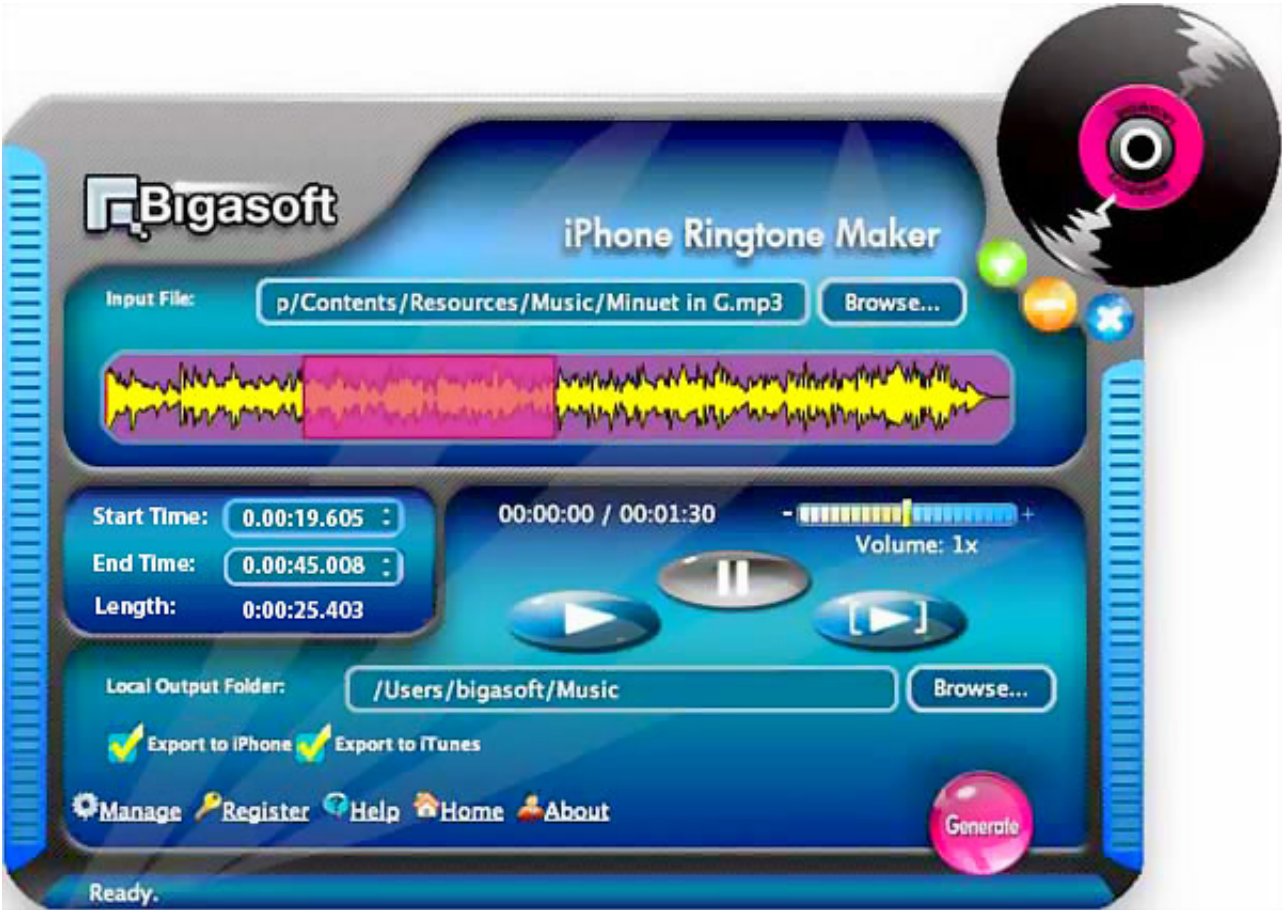 Bigasoft
iPhone Ringtone Maker
Input File: p/Contents/Resources/Music/Minuet in G.mp3 Browse...
Start Time: 0.00:19.605
End Time: 0.00:45.008
Length: 0:00:25.403
00:00:00 / 00:01:30 - +
Volume: 1x
Local Output Folder: /Users/bigasoft/Music Browse...
Export to iPhone Export to iTunes
Manage Register Help Home About
Generate
Ready.